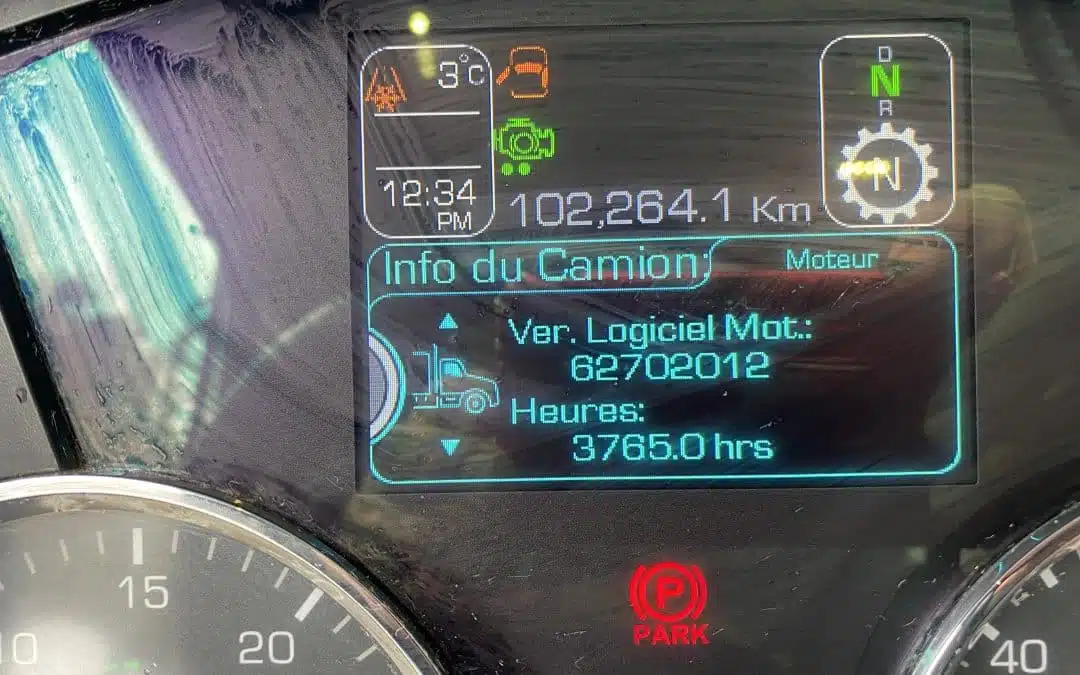 3°C
12:34
PM
102,264.1 Km
D
N
R
N
Info du Camion:
Moteur
Ver. Logiciel Mot.:
62702012
Heures:
3765.0 hrs
P
PARK
10
15
20
40